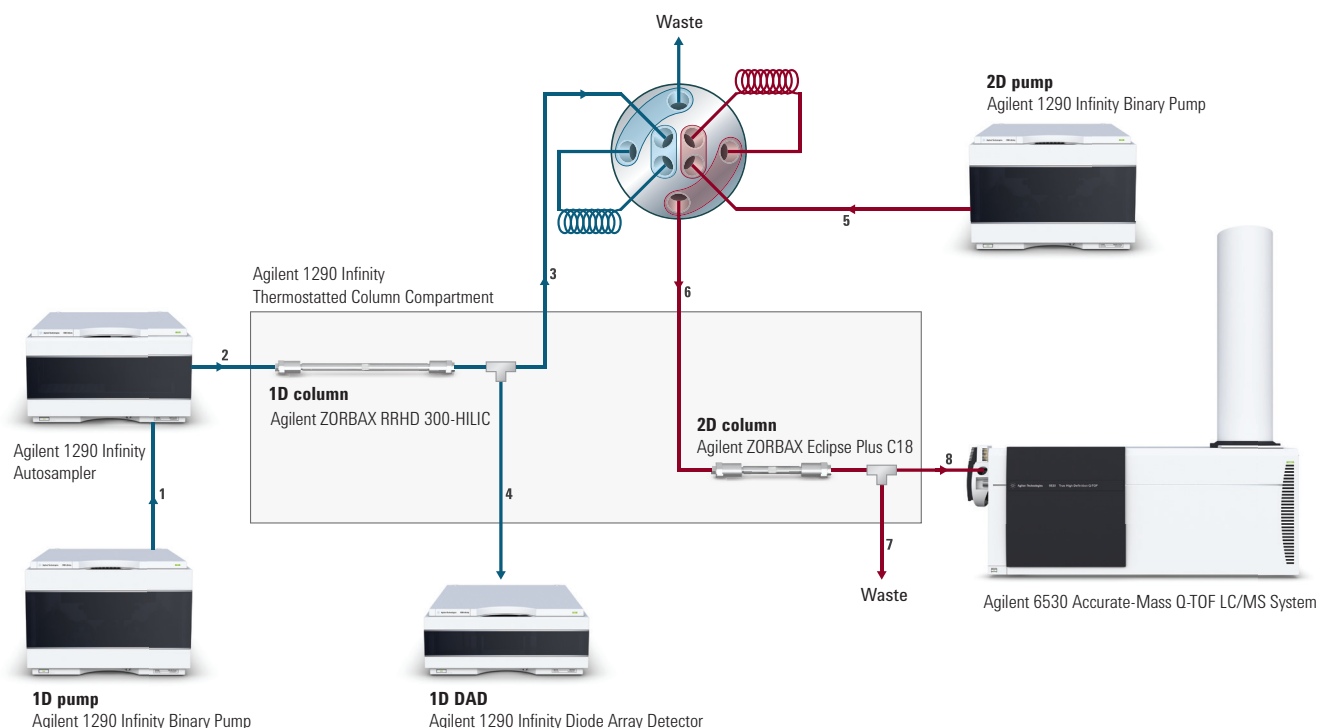 Waste
2D pump
Agilent 1290 Infinity Binary Pump
5
Agilent 1290 Infinity
Thermostatted Column Compartment
3
6
2
1D column
Agilent ZORBAX RRHD 300-HILIC
2D column
Agilent ZORBAX Eclipse Plus C18
8
Agilent 1290 Infinity
Autosampler
1
4
7
Waste
Agilent 6530 Accurate-Mass Q-TOF LC/MS System
1D pump
Agilent 1290 Infinity Binary Pump
1D DAD
Agilent 1290 Infinity Diode Array Detector